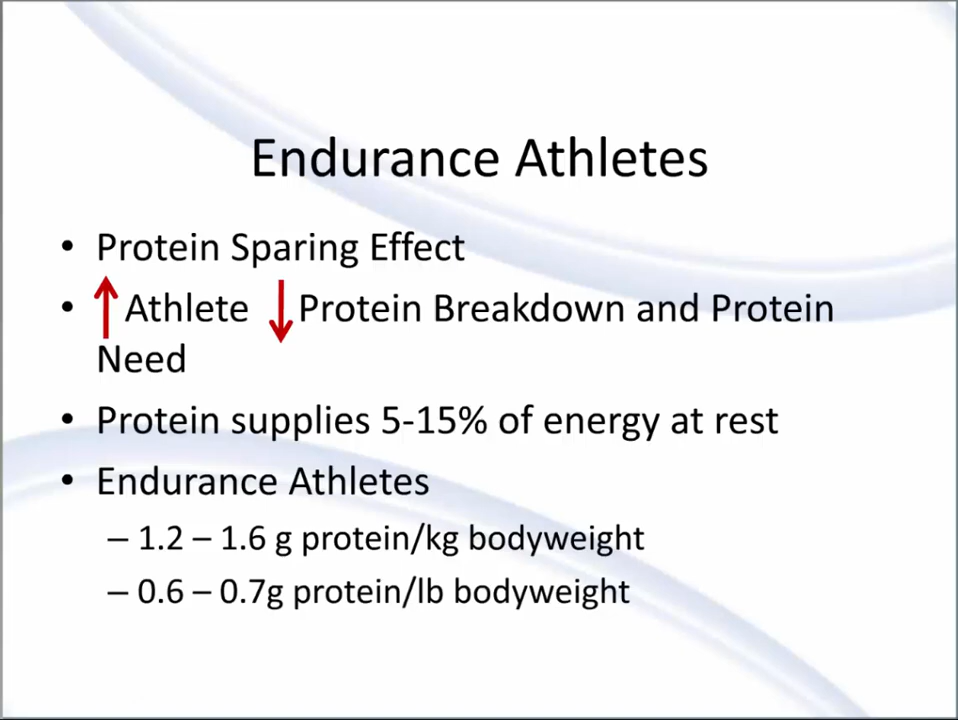 Endurance Athletes
• Protein Sparing Effect
• ↑ Athlete ↓ Protein Breakdown and Protein
Need
• Protein supplies 5-15% of energy at rest
• Endurance Athletes
– 1.2 – 1.6 g protein/kg bodyweight
– 0.6 – 0.7g protein/lb bodyweight